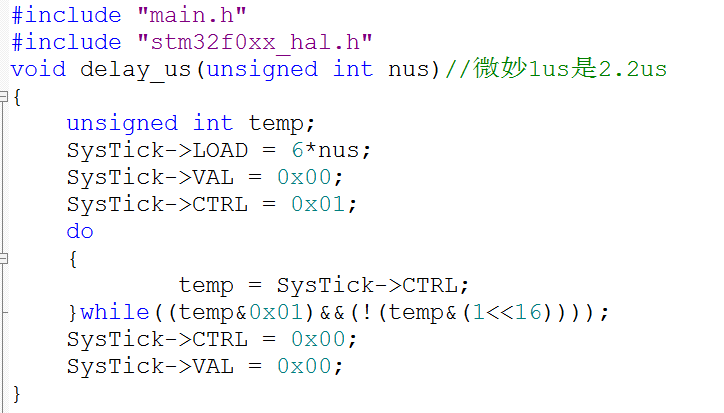 #include "main.h"
#include "stm32f0xx_hal.h"
void delay_us(unsigned int nus)//微妙1us是2.2us
{
    unsigned int temp;
    SysTick->LOAD = 6*nus;
    SysTick->VAL = 0x00;
    SysTick->CTRL = 0x01;
    do
    {
            temp = SysTick->CTRL;
    }while((temp&0x01)&&(!(temp&(1<<16))));
    SysTick->CTRL = 0x00;
    SysTick->VAL = 0x00;
}